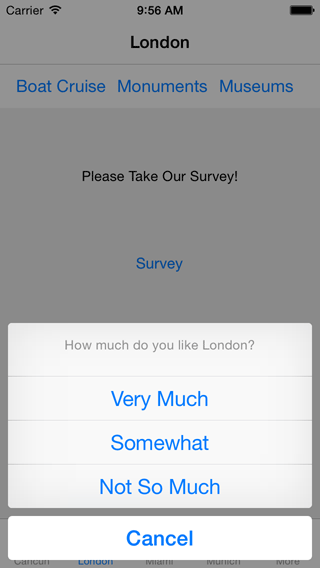 Carrier 9:56 AM
London
Boat Cruise Monuments Museums
Please Take Our Survey!
Survey
How much do you like London?
Very Much
Somewhat
Not So Much
Cancel
Cancun London Miami Munich More